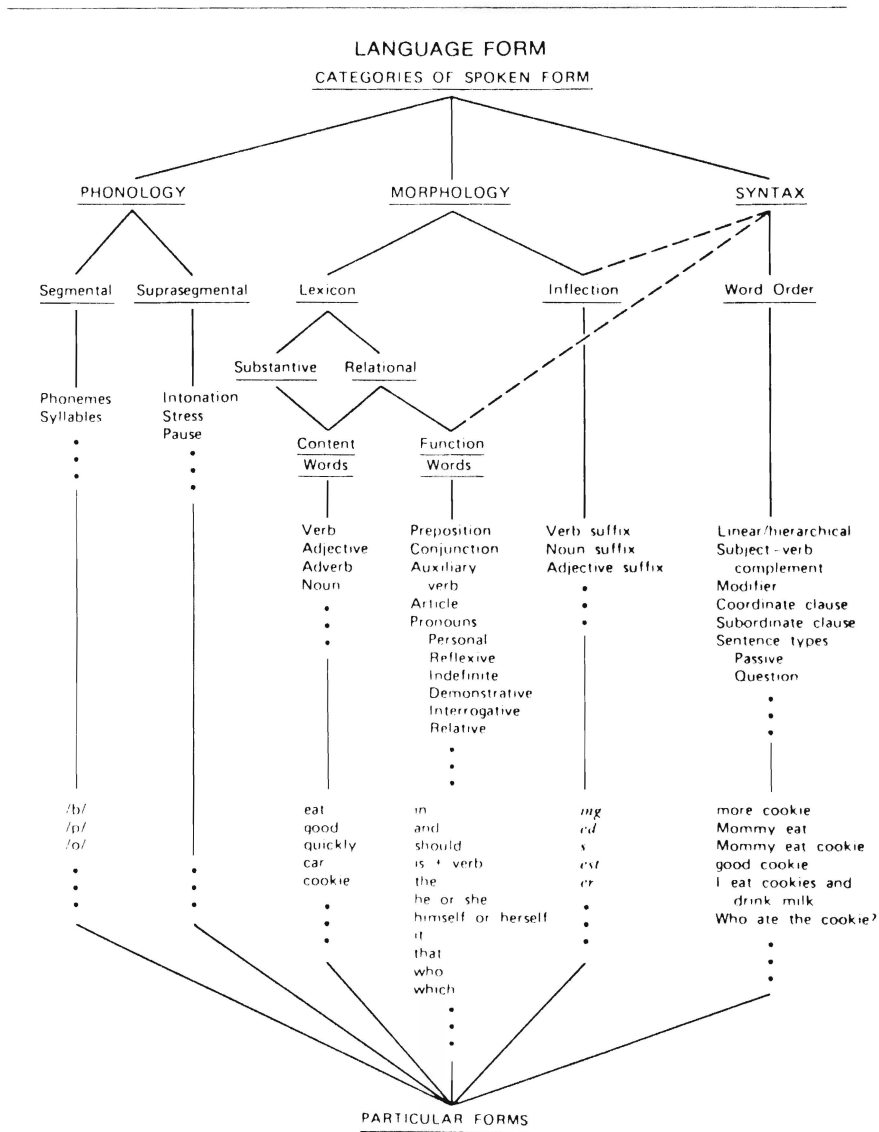 LANGUAGE FORM
CATEGORIES OF SPOKEN FORM
PHONOLOGY
MORPHOLOGY
SYNTAX
Segmental
Suprasegmental
Lexicon
Inflection
Word Order
Substantive
Relational
Phonemes
Syllables
Intonation
Stress
Pause
Content
Words
Function
Words
Verb
Adjective
Adverb
Noun
Preposition
Conjunction
Auxiliary
verb
Article
Pronouns
Personal
Reflexive
Indefinite
Demonstrative
Interrogative
Relative
Verb suffix
Noun suffix
Adjective suffix
Linear/hierarchical
Subject-verb
complement
Modifier
Coordinate clause
Subordinate clause
Sentence types
Passive
Question
/b/
/p/
/o/
eat
good
quickly
car
cookie
in
and
should
is + verb
the
he or she
himself or herself
it
that
who
which
ing
ed
s
est
er
more cookie
Mommy eat
Mommy eat cookie
good cookie
I eat cookies and
drink milk
Who ate the cookie?
PARTICULAR FORMS